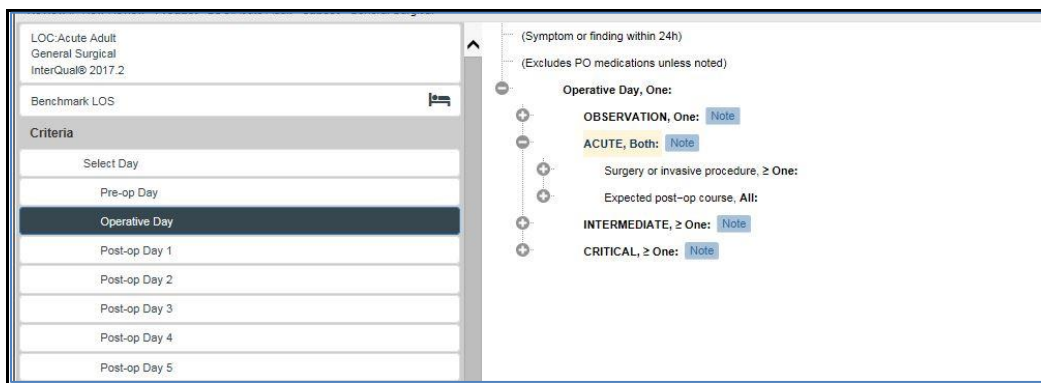 LOC:Acute Adult
General Surgical
InterQual® 2017.2
Benchmark LOS
Criteria
Select Day
Pre-op Day
Operative Day
Post-op Day 1
Post-op Day 2
Post-op Day 3
Post-op Day 4
Post-op Day 5
(Symptom or finding within 24h)
(Excludes PO medications unless noted)
Operative Day, One:
OBSERVATION, One: Note
ACUTE, Both: Note
Surgery or invasive procedure, ≥ One:
Expected post-op course, All:
INTERMEDIATE, ≥ One: Note
CRITICAL, ≥ One: Note